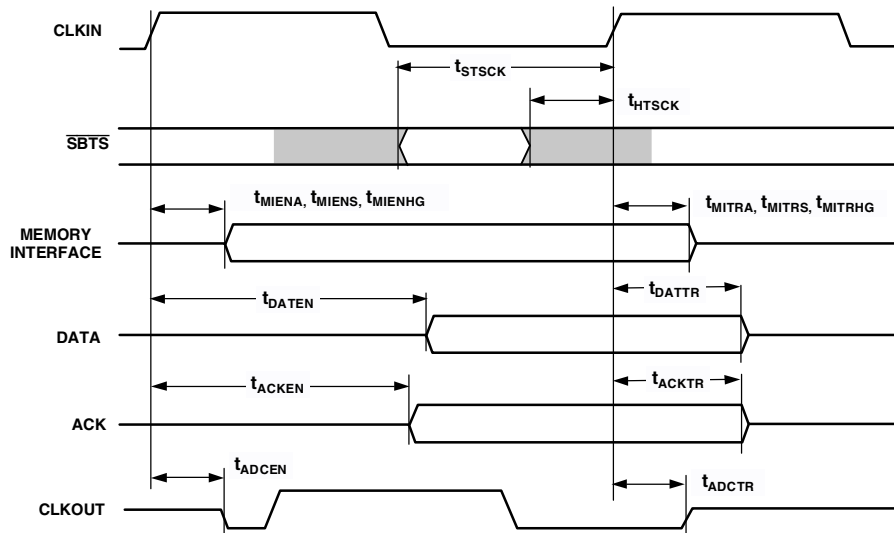 CLKIN
tSTSCK
tHTSCK
SBTS
tMIENA, tMIENS, tMIENHG
tMITRA, tMITRS, tMITRHG
MEMORY
INTERFACE
tDATEN
tDATTR
DATA
tACKEN
tACKTR
ACK
tADCEN
tADCTR
CLKOUT